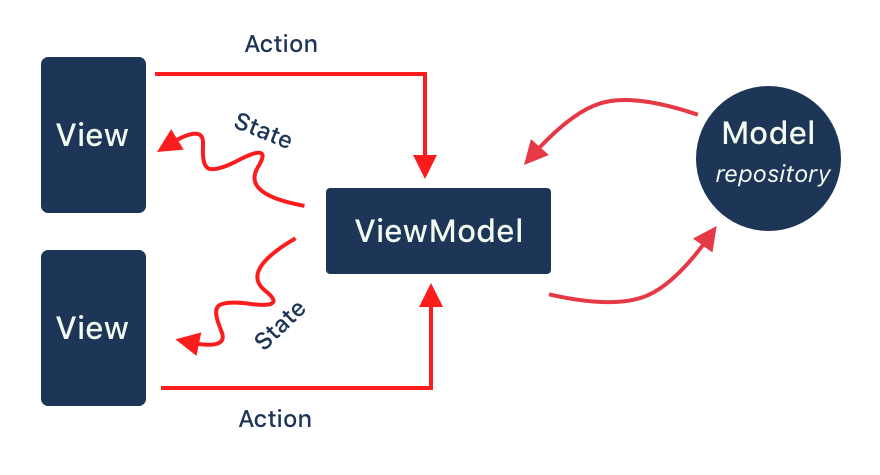 Action
View
State
Model
repository
ViewModel
View
State
Action